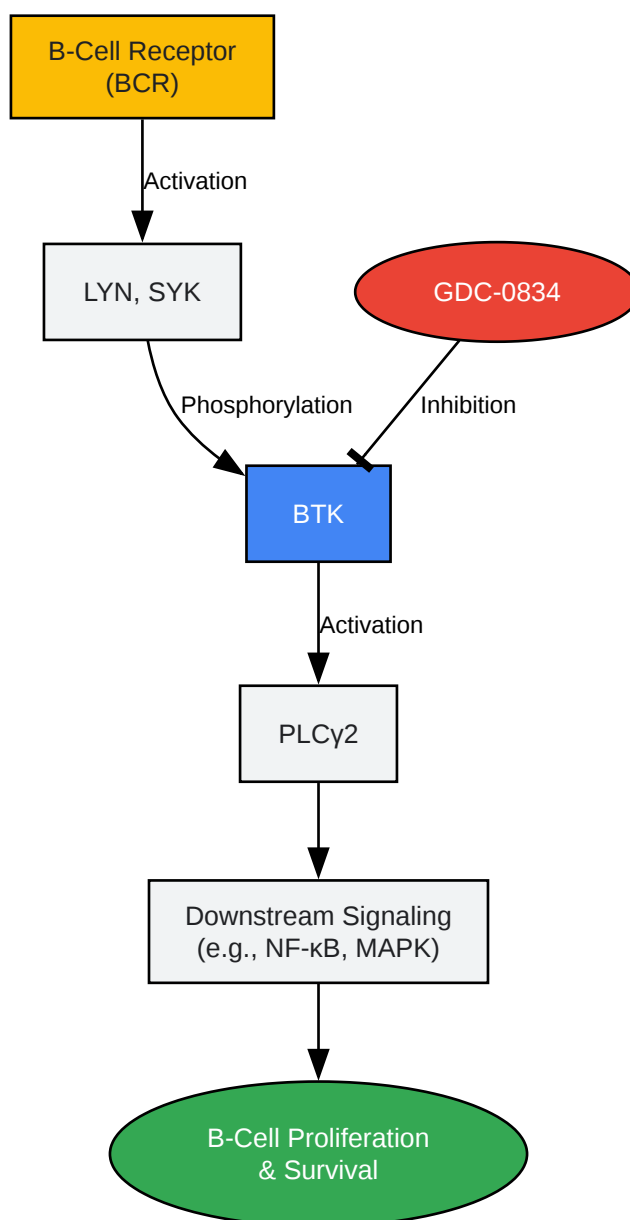 B-Cell Receptor
(BCR)
Activation
LYN, SYK
GDC-0834
Phosphorylation
Inhibition
BTK
Activation
PLCγ2
Downstream Signaling
(e.g., NF-κB, MAPK)
B-Cell Proliferation
& Survival